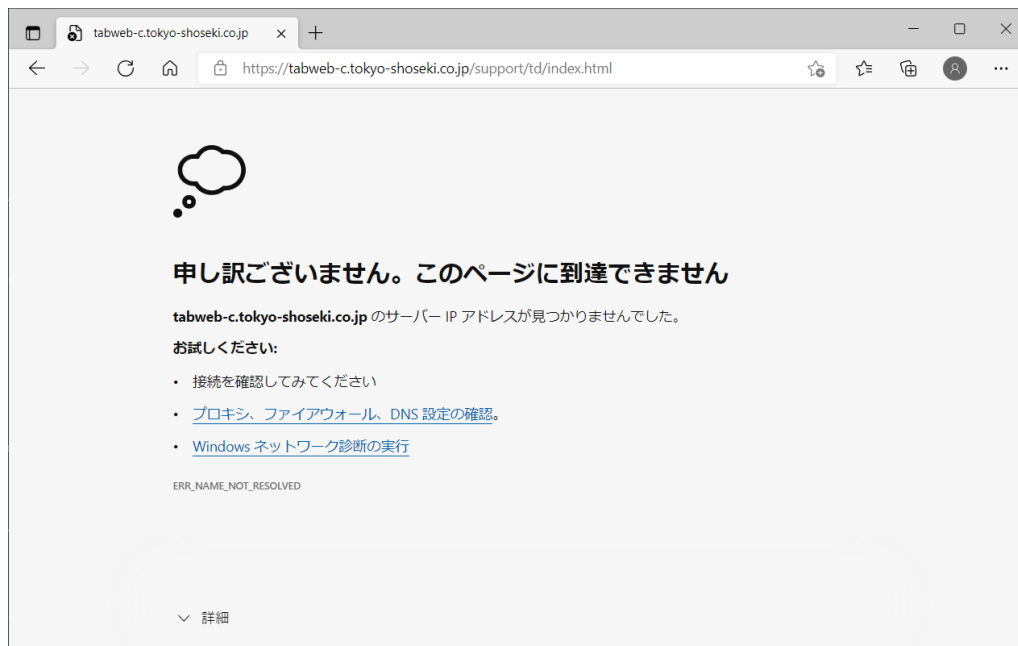 tabweb-c.tokyo-shoseki.co.jp
https://tabweb-c.tokyo-shoseki.co.jp/support/td/index.html
申し訳ございません。このページに到達できません
tabweb-c.tokyo-shoseki.co.jp のサーバー IP アドレスが見つかりませんでした。
お試しください:
• 接続を確認してみてください
• プロキシ、ファイアウォール、DNS 設定の確認。
• Windows ネットワーク診断の実行
ERR_NAME_NOT_RESOLVED
詳細